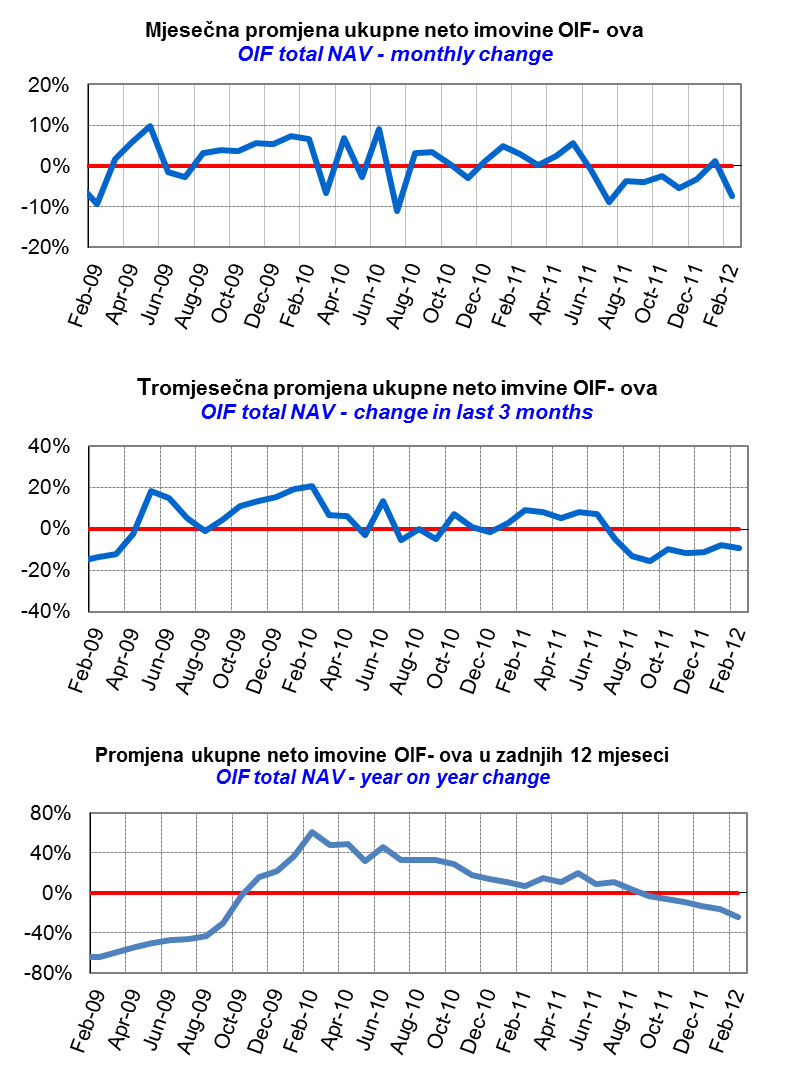 Mjesečna promjena ukupne neto imovine OIF- ova
OIF total NAV - monthly change
20%
10%
0%
-10%
-20%
Feb-09 Apr-09 Jun-09 Aug-09 Oct-09 Dec-09 Feb-10 Apr-10 Jun-10 Aug-10 Oct-10 Dec-10 Feb-11 Apr-11 Jun-11 Aug-11 Oct-11 Dec-11 Feb-12
Tromjesečna promjena ukupne neto imvine OIF- ova
OIF total NAV - change in last 3 months
40%
20%
0%
-20%
-40%
Feb-09 Apr-09 Jun-09 Aug-09 Oct-09 Dec-09 Feb-10 Apr-10 Jun-10 Aug-10 Oct-10 Dec-10 Feb-11 Apr-11 Jun-11 Aug-11 Oct-11 Dec-11 Feb-12
Promjena ukupne neto imovine OIF- ova u zadnjih 12 mjeseci
OIF total NAV - year on year change
80%
40%
0%
-40%
-80%
Feb-09 Apr-09 Jun-09 Aug-09 Oct-09 Dec-09 Feb-10 Apr-10 Jun-10 Aug-10 Oct-10 Dec-10 Feb-11 Apr-11 Jun-11 Aug-11 Oct-11 Dec-11 Feb-12